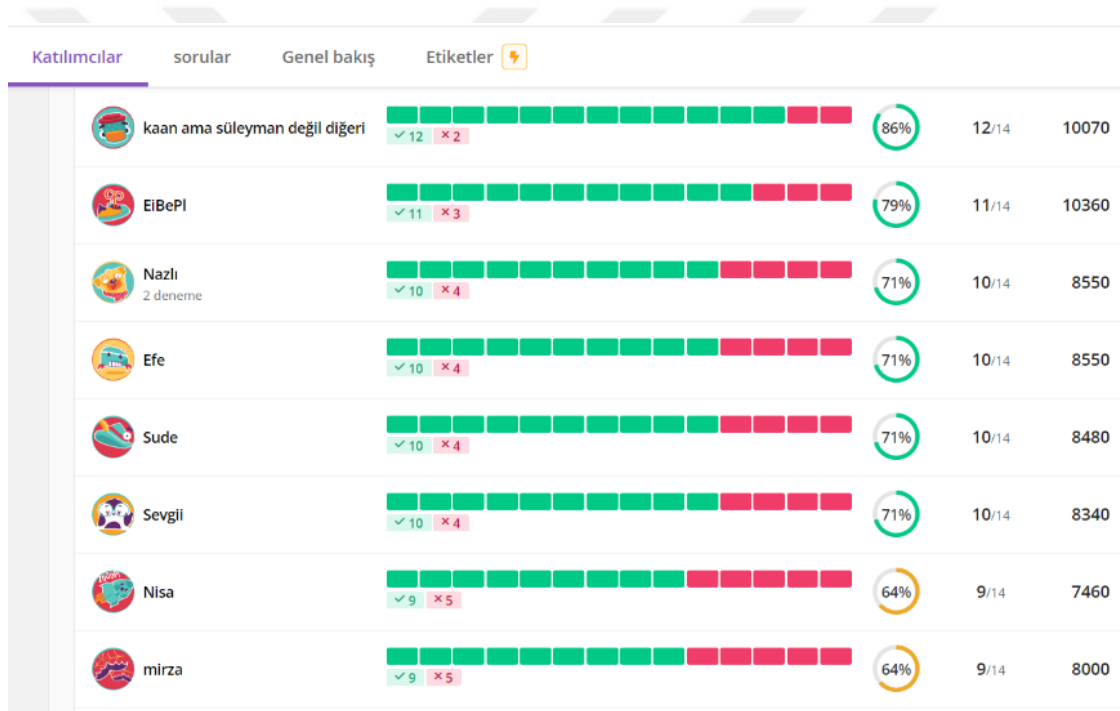 Katılımcılar sorular Genel bakış Etiketler
kaan ama süleyman değil diğeri 86% 12/14 10070
✓ 12 ✕ 2
EiBePl 79% 11/14 10360
✓ 11 ✕ 3
Nazlı
2 deneme 71% 10/14 8550
✓ 10 ✕ 4
Efe 71% 10/14 8550
✓ 10 ✕ 4
Sude 71% 10/14 8480
✓ 10 ✕ 4
Sevgii 71% 10/14 8340
✓ 10 ✕ 4
Nisa 64% 9/14 7460
✓ 9 ✕ 5
mirza 64% 9/14 8000
✓ 9 ✕ 5